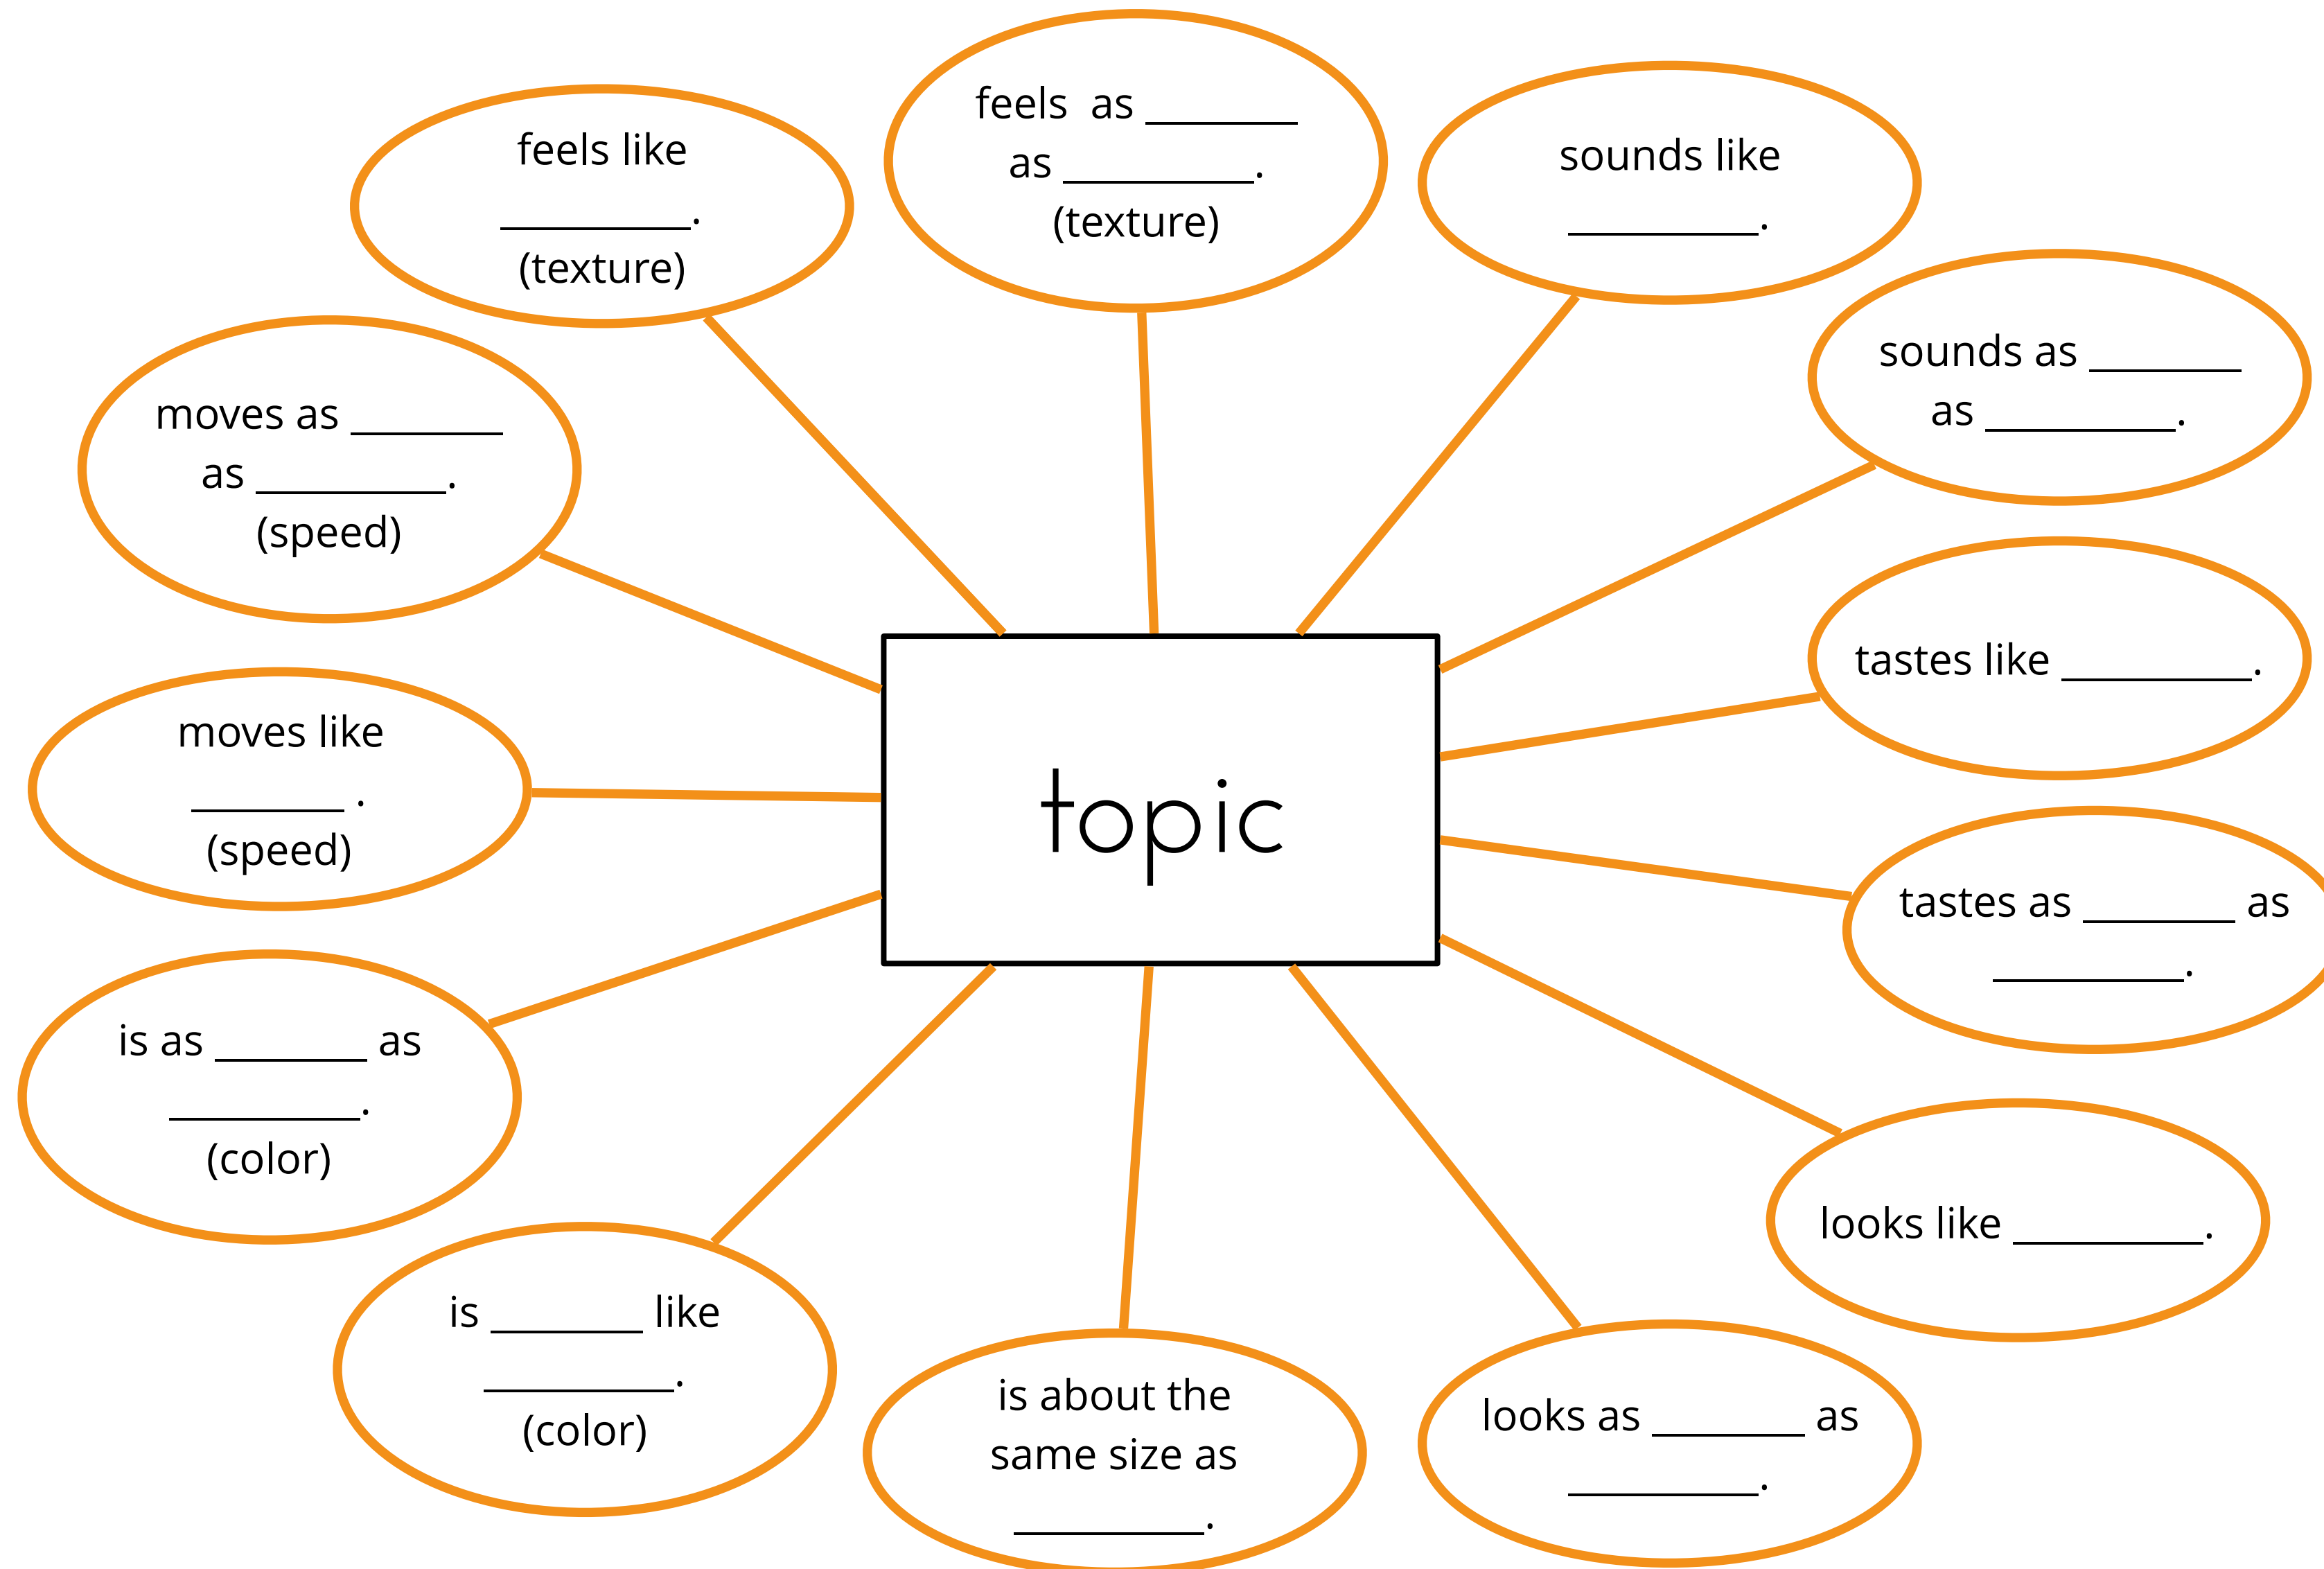 feels as ________
as __________.
(texture)
feels like
__________.
(texture)
sounds like
__________.
sounds as ________
as __________.
moves as ________
as __________.
(speed)
tastes like __________.
moves like
________ .
(speed)
topic
tastes as ________ as
__________.
is as ________ as
__________.
(color)
looks like __________.
is ________ like
__________.
(color)
is about the
same size as
__________.
looks as ________ as
__________.